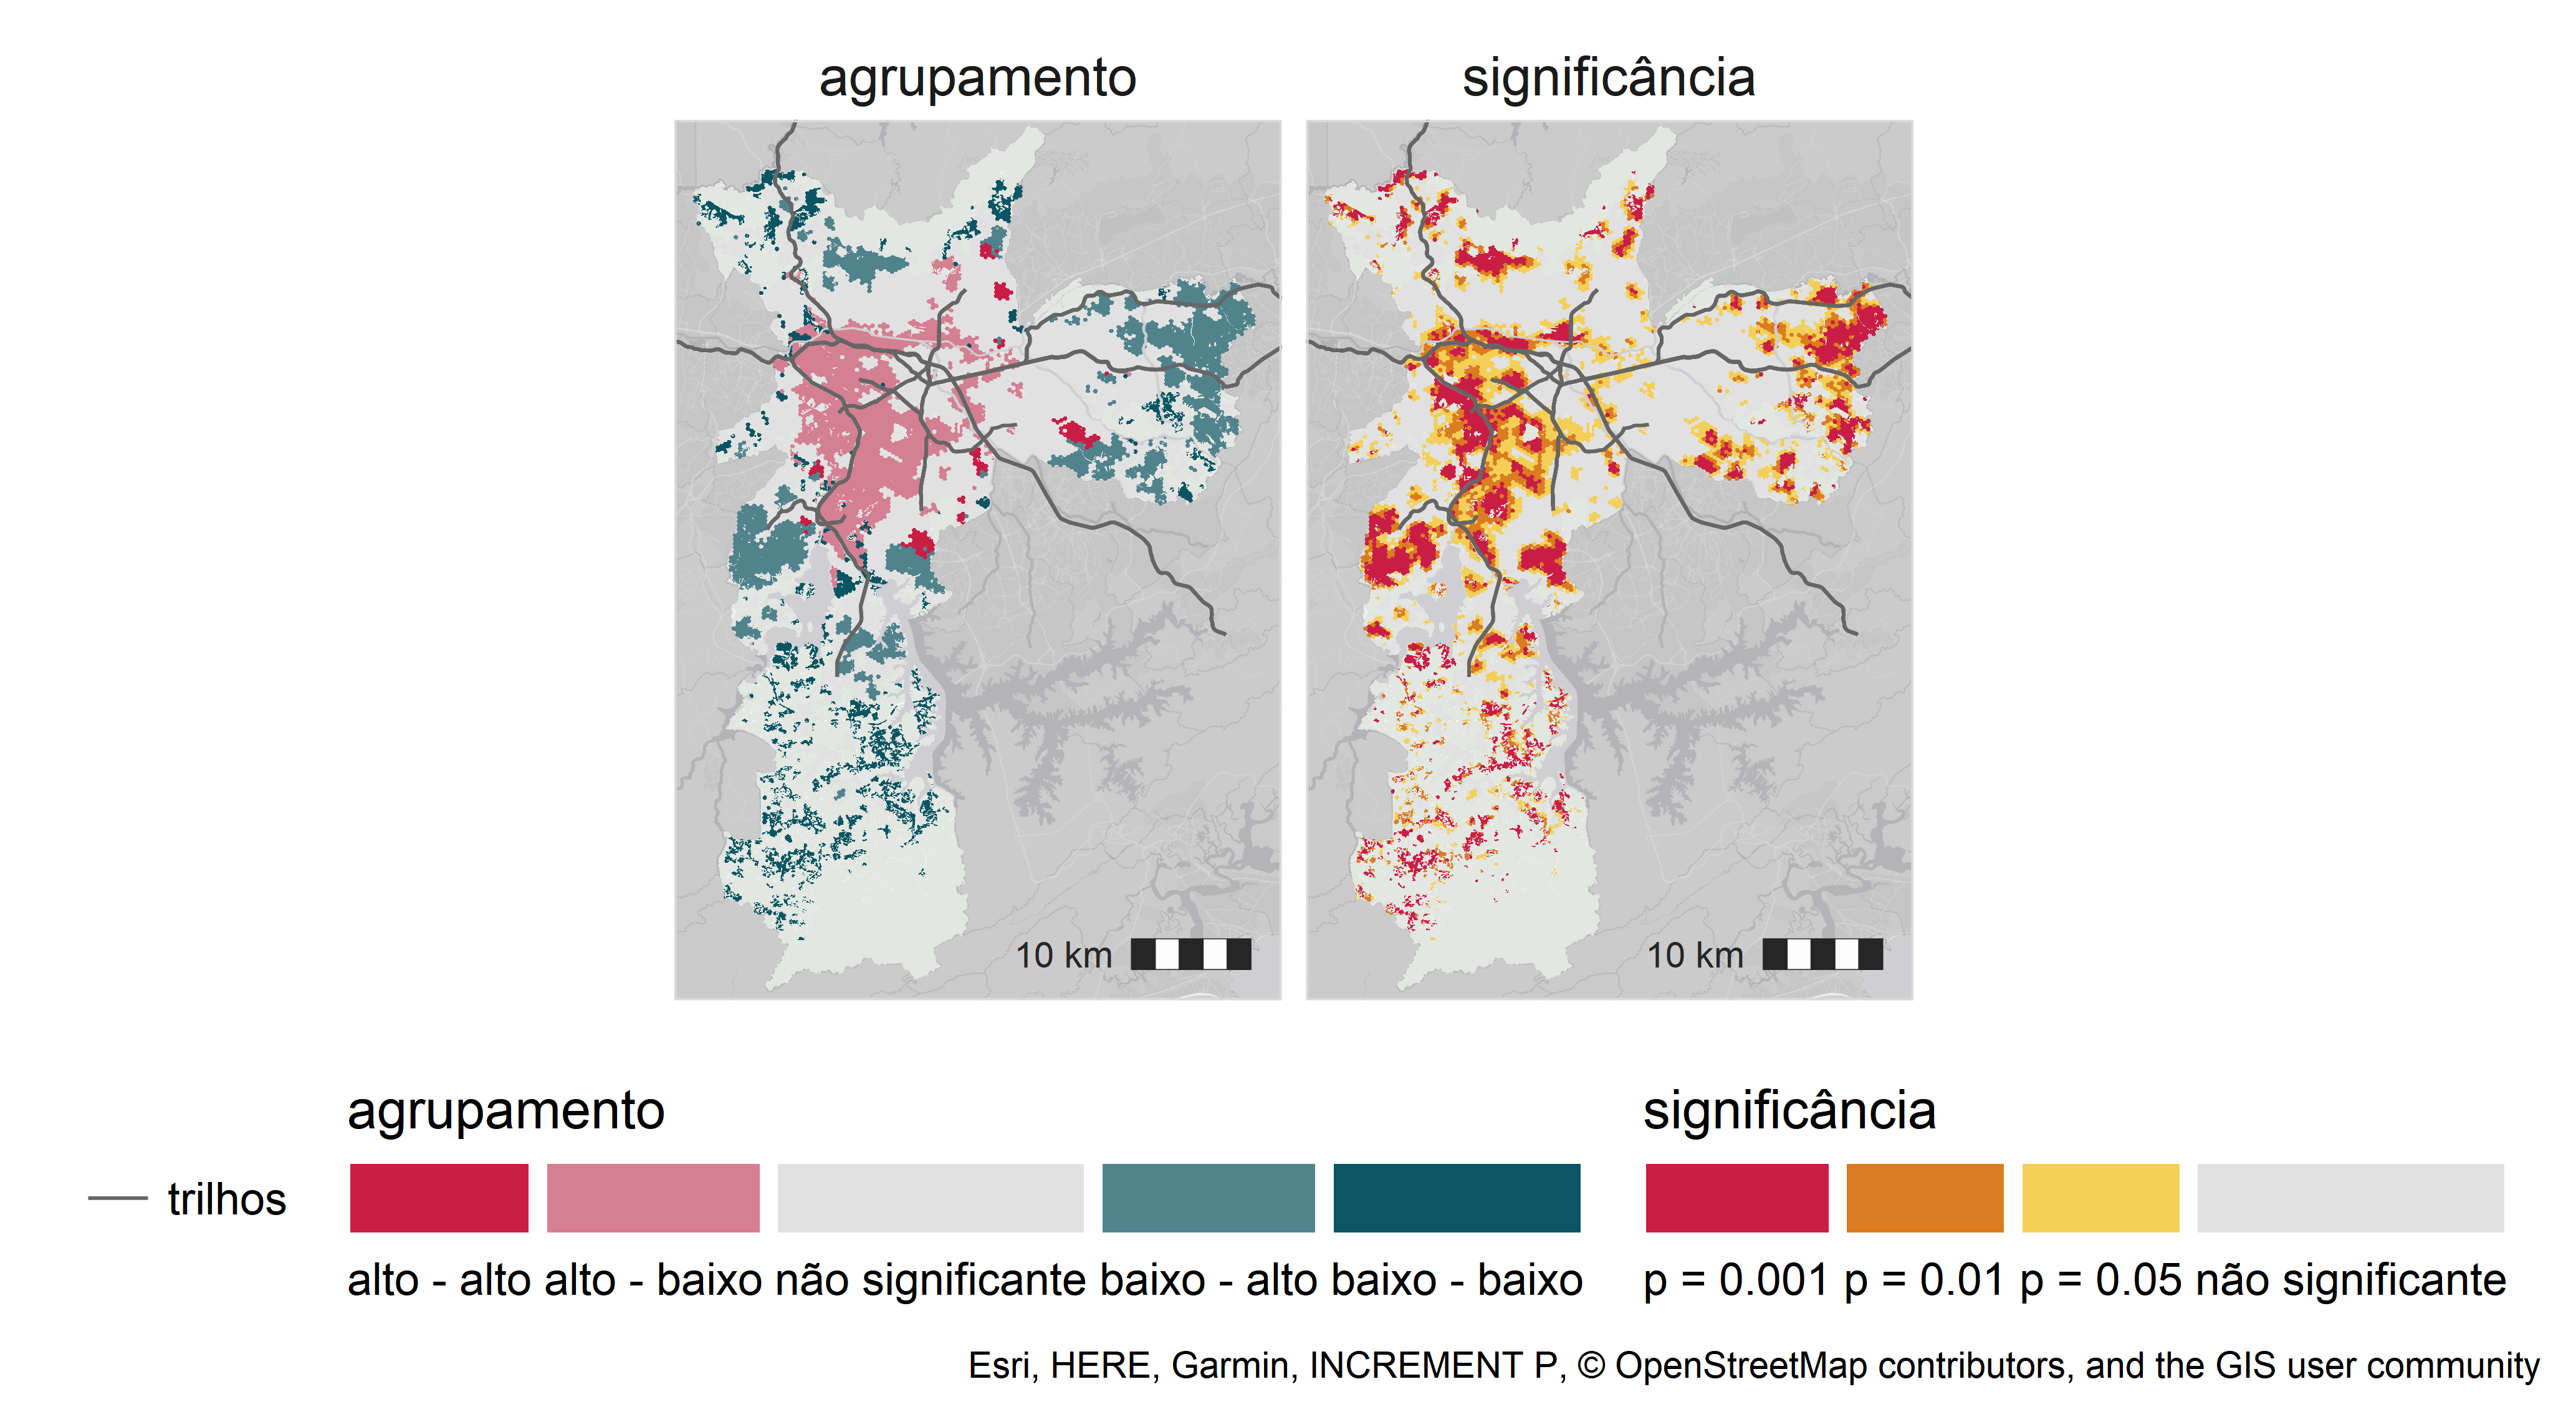 agrupamento significância
10 km 10 km
agrupamento significância
trilhos
alto - alto alto - baixo não significante baixo - alto baixo - baixo p = 0.001 p = 0.01 p = 0.05 não significante
Esri, HERE, Garmin, INCREMENT P, © OpenStreetMap contributors, and the GIS user community